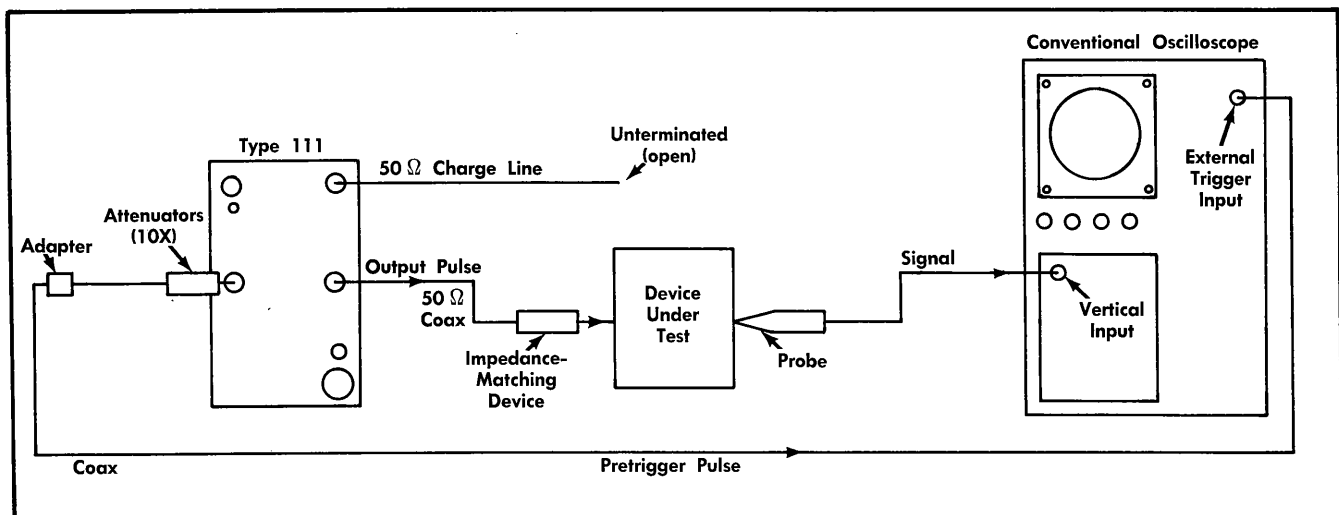 Conventional Oscilloscope
Type 111
Unterminated
(open)
50 Ω Charge Line
External
Trigger
Input
Attenuators
(10X)
Adapter
Output Pulse
50 Ω
Coax
Signal
Device
Under
Test
Vertical
Input
Impedance-
Matching
Device
Probe
Coax
Pretrigger Pulse